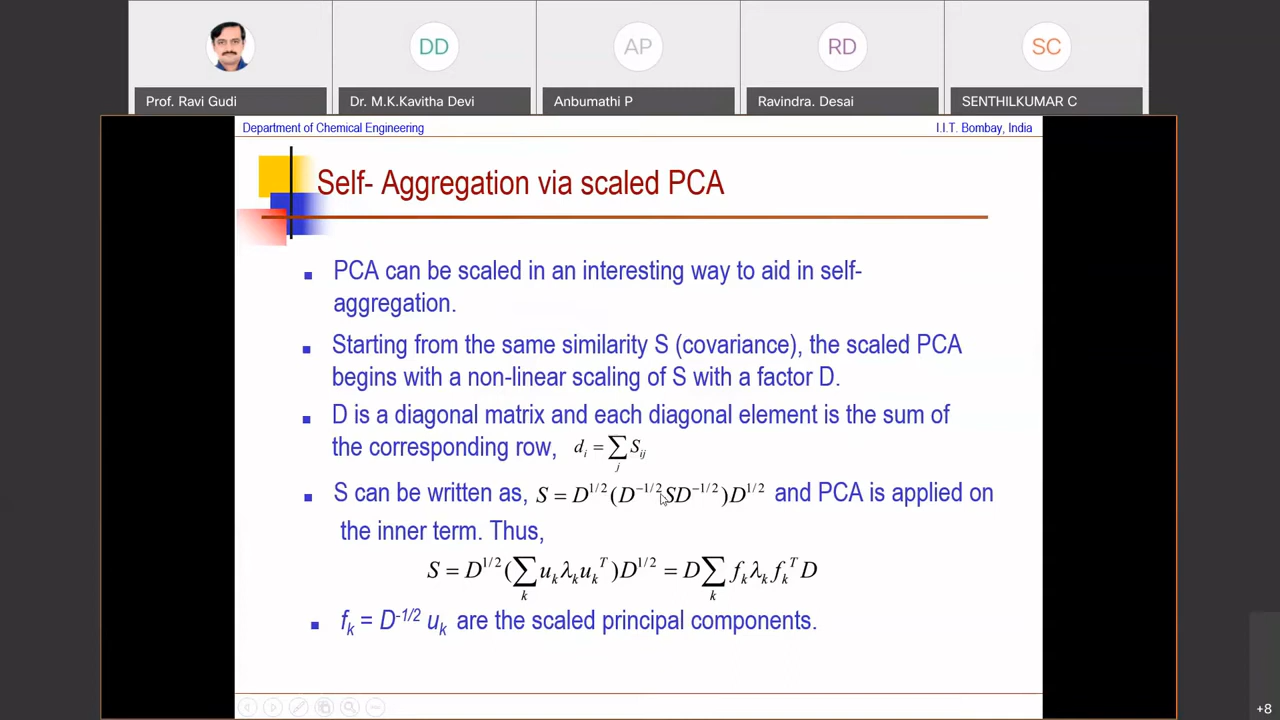 DD
AP
RD
SC
Prof. Ravi Gudi
Dr. M.K.Kavitha Devi
Anbumathi P
Ravindra. Desai
SENTHILKUMAR C
Department of Chemical Engineering
I.I.T. Bombay, India
Self- Aggregation via scaled PCA
PCA can be scaled in an interesting way to aid in self-
aggregation.
Starting from the same similarity S (covariance), the scaled PCA
begins with a non-linear scaling of S with a factor D.
D is a diagonal matrix and each diagonal element is the sum of
the corresponding row, d_i = ∑_j S_ij
S can be written as, S = D^{1/2}(D^{-1/2}SD^{-1/2})D^{1/2} and PCA is applied on
the inner term. Thus,
S = D^{1/2}(∑_k u_k λ_k u_k^T)D^{1/2} = D∑_k f_k λ_k f_k^T D
f_k = D^{-1/2} u_k are the scaled principal components.
+8